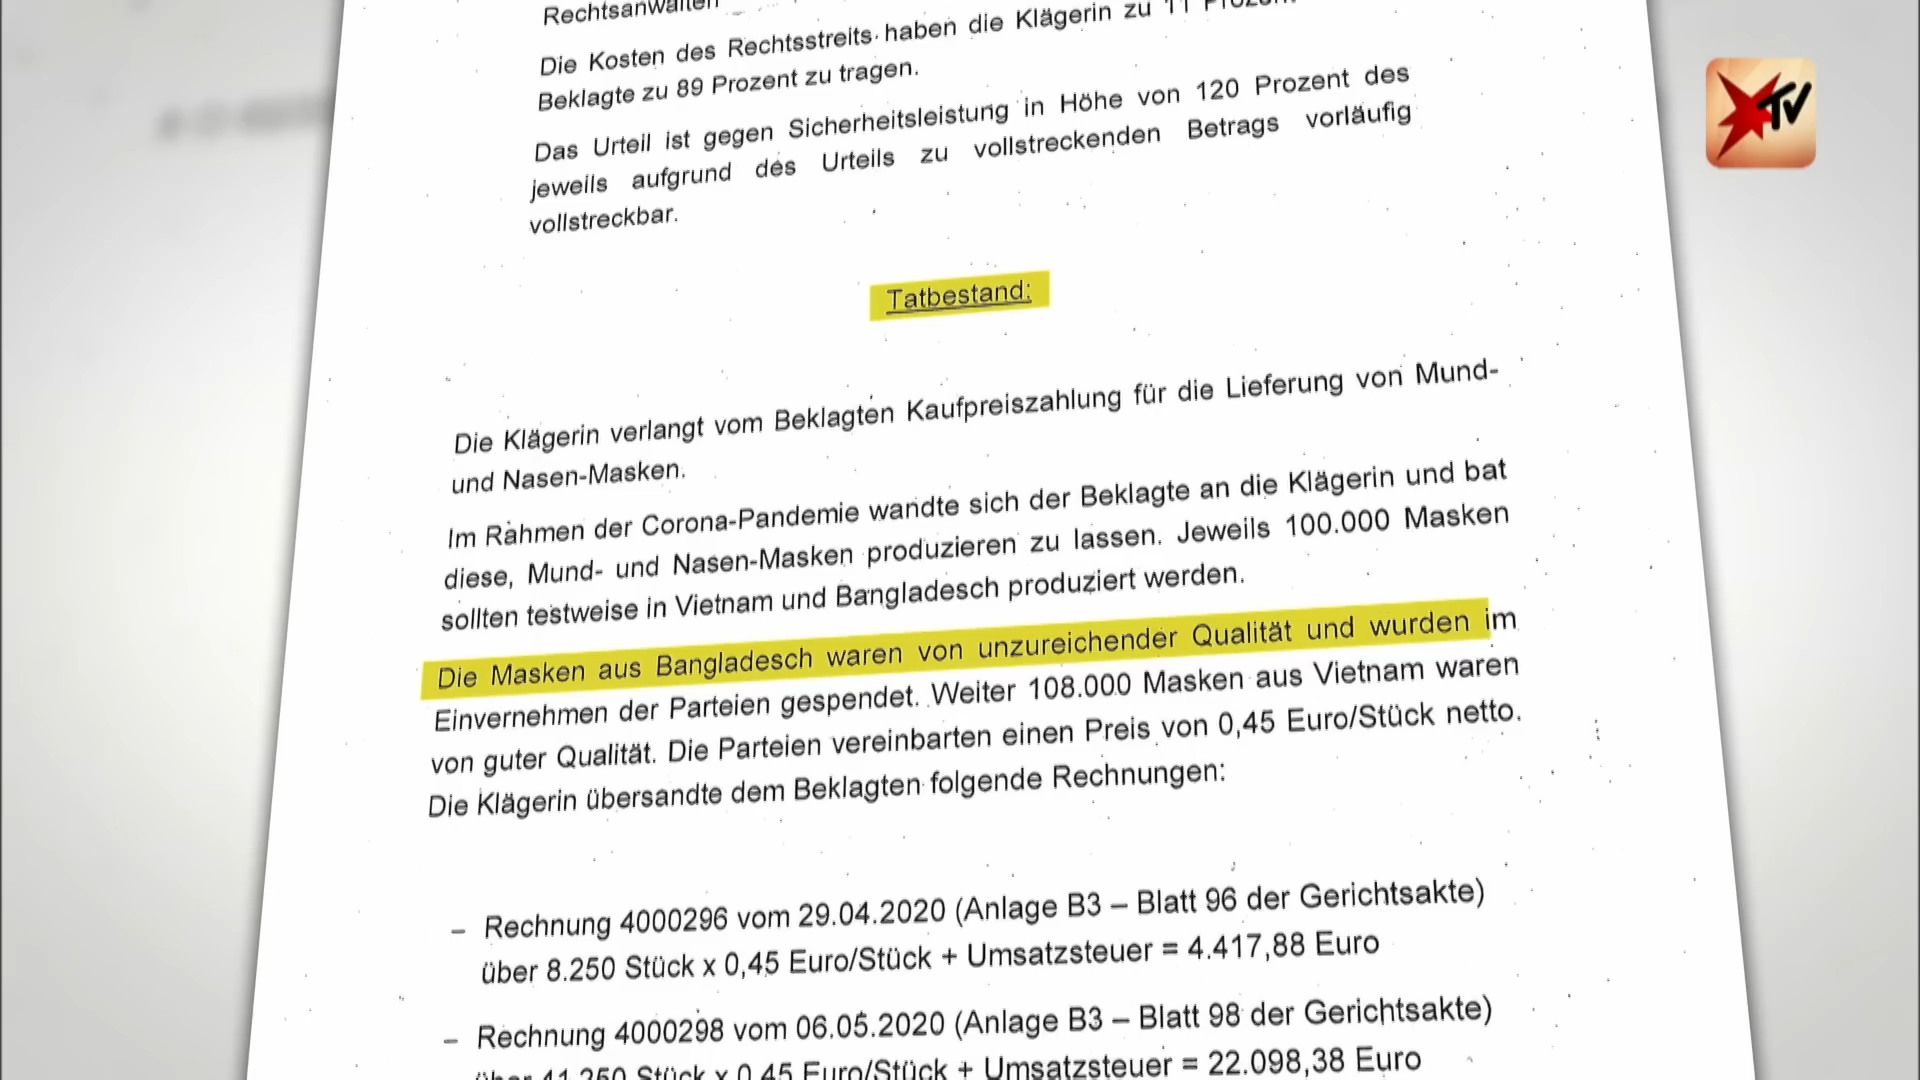 Rechtsanwälten
Die Kosten des Rechtsstreits haben die Klägerin zu 11 Prozent
Beklagte zu 89 Prozent zu tragen.
Das Urteil ist gegen Sicherheitsleistung in Höhe von 120 Prozent des
jeweils aufgrund des Urteils zu vollstreckenden Betrags vorläufig
vollstreckbar.
TV
Tatbestand:
Die Klägerin verlangt vom Beklagten Kaufpreiszahlung für die Lieferung von Mund-
und Nasen-Masken.
Im Rahmen der Corona-Pandemie wandte sich der Beklagte an die Klägerin und bat
diese, Mund- und Nasen-Masken produzieren zu lassen. Jeweils 100.000 Masken
sollten testweise in Vietnam und Bangladesch produziert werden.
Die Masken aus Bangladesch waren von unzureichender Qualität und wurden im
Einvernehmen der Parteien gespendet. Weiter 108.000 Masken aus Vietnam waren
von guter Qualität. Die Parteien vereinbarten einen Preis von 0,45 Euro/Stück netto.
Die Klägerin übersandte dem Beklagten folgende Rechnungen:
– Rechnung 4000296 vom 29.04.2020 (Anlage B3 – Blatt 96 der Gerichtsakte)
über 8.250 Stück x 0,45 Euro/Stück + Umsatzsteuer = 4.417,88 Euro
– Rechnung 4000298 vom 06.05.2020 (Anlage B3 – Blatt 98 der Gerichtsakte)
über 41.250 Stück x 0,45 Euro/Stück + Umsatzsteuer = 22.098,38 Euro